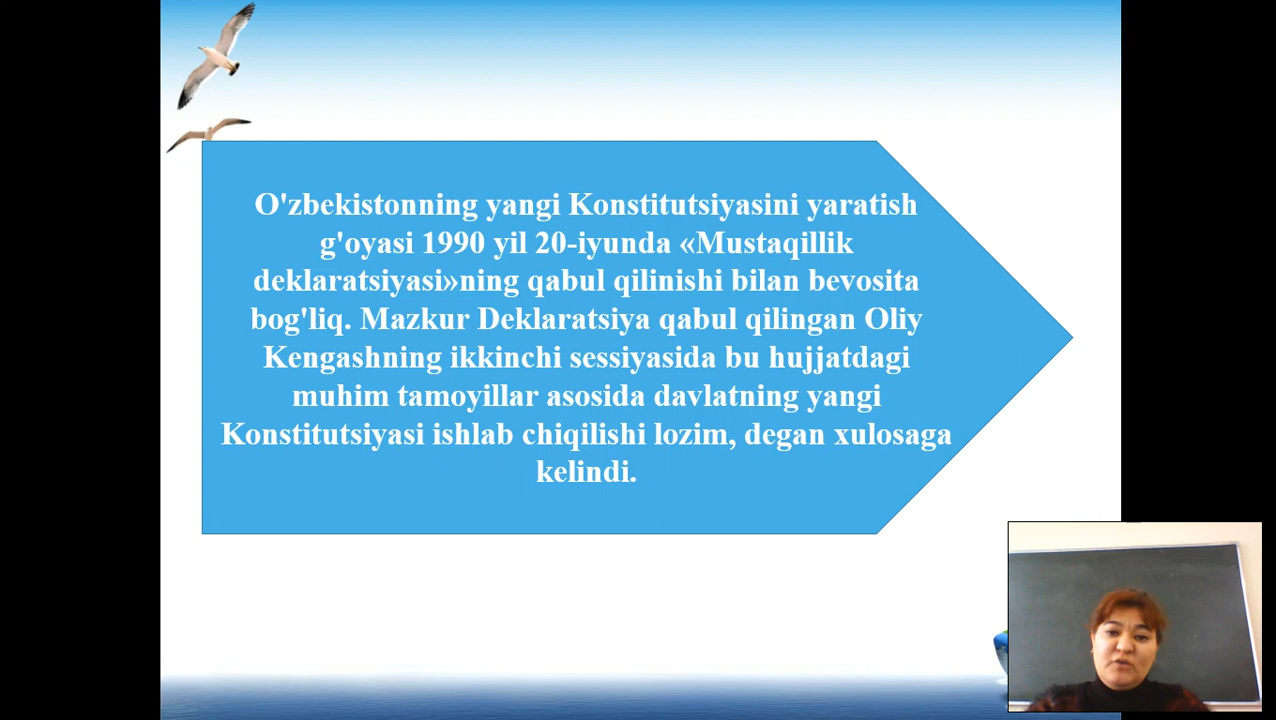 O'zbekistonning yangi Konstitutsiyasini yaratish
g'oyasi 1990 yil 20-iyunda «Mustaqillik
deklaratsiyasi»ning qabul qilinishi bilan bevosita
bog'liq. Mazkur Deklaratsiya qabul qilingan Oliy
Kengashning ikkinchi sessiyasida bu hujjatdagi
muhim tamoyillar asosida davlatning yangi
Konstitutsiyasi ishlab chiqilishi lozim, degan xulosaga
kelindi.